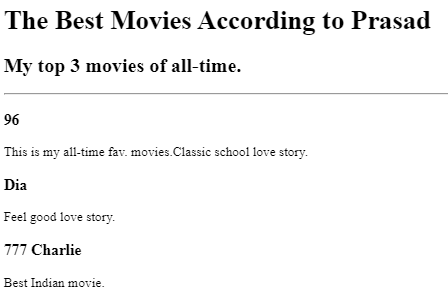 The Best Movies According to Prasad
My top 3 movies of all-time.
96
This is my all-time fav. movies.Classic school love story.
Dia
Feel good love story.
777 Charlie
Best Indian movie.